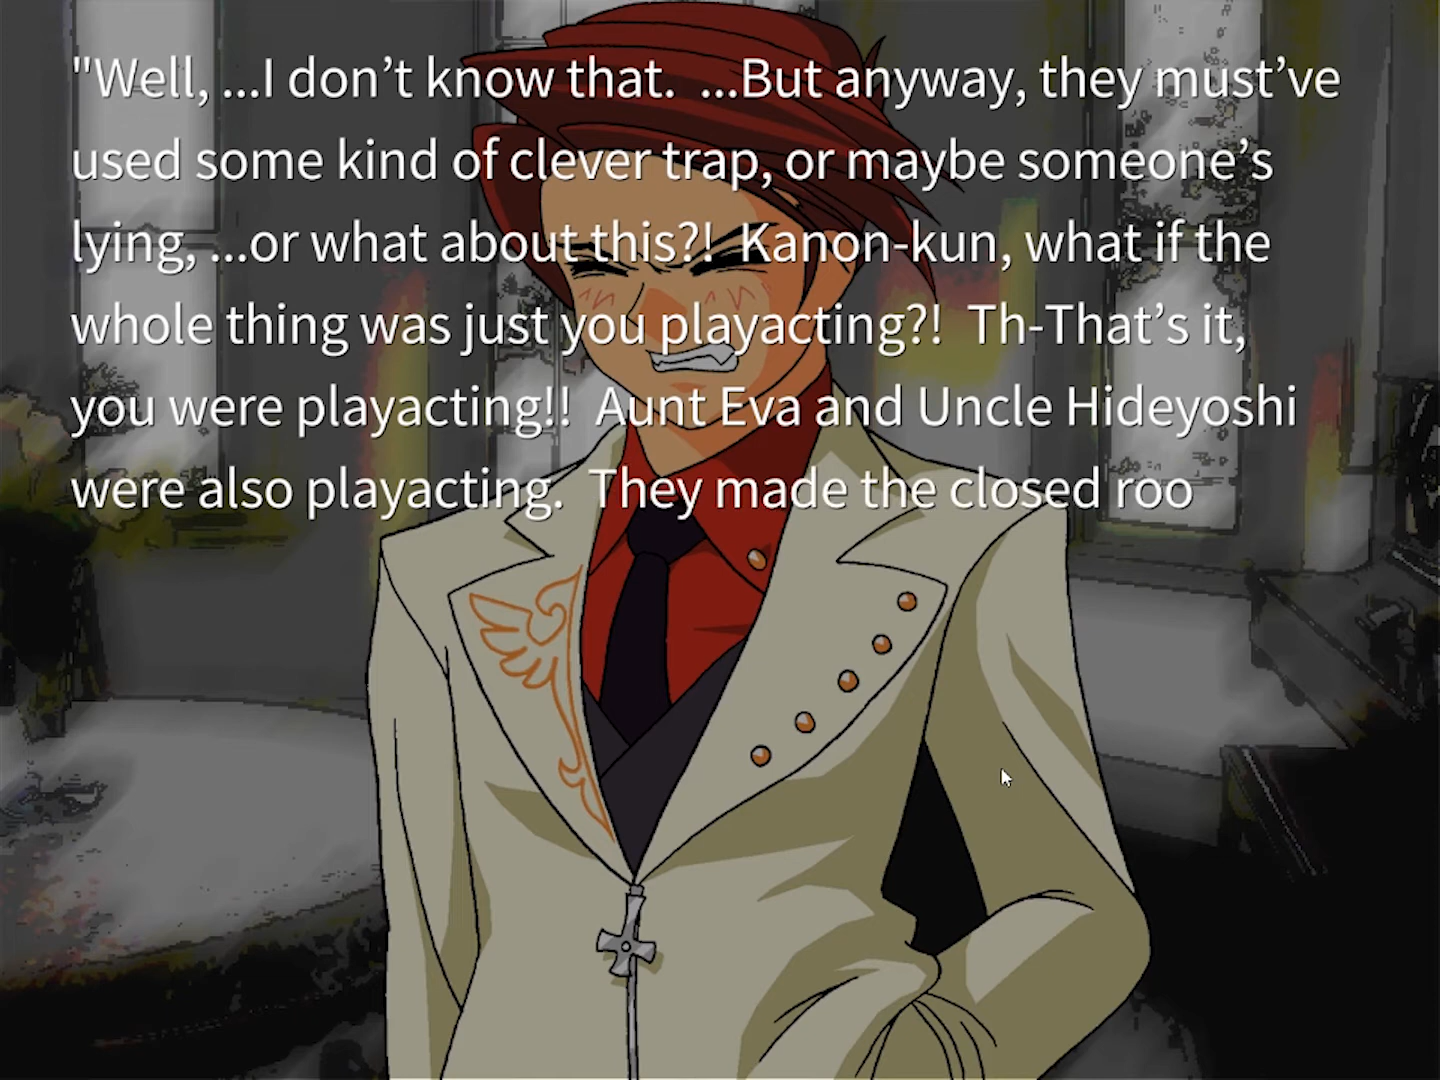 "Well, ...I don’t know that.  ...But anyway, they must’ve
used some kind of clever trap, or maybe someone’s
lying, ...or what about this?!  Kanon-kun, what if the
whole thing was just you playacting?!  Th-That’s it,
you were playacting!!  Aunt Eva and Uncle Hideyoshi
were also playacting.  They made the closed roo